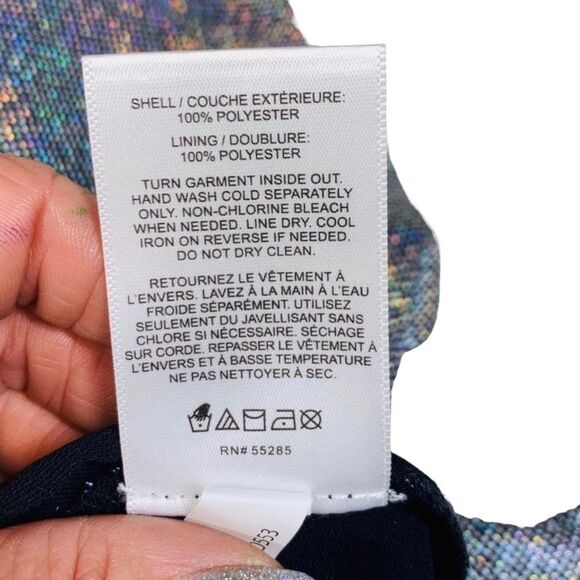 SHELL / COUCHE EXTÉRIEURE:
100% POLYESTER
LINING / DOUBLURE:
100% POLYESTER
TURN GARMENT INSIDE OUT.
HAND WASH COLD SEPARATELY
ONLY. NON-CHLORINE BLEACH
WHEN NEEDED. LINE DRY. COOL
IRON ON REVERSE IF NEEDED.
DO NOT DRY CLEAN.
RETOURNEZ LE VÊTEMENT À
L'ENVERS. LAVEZ À LA MAIN À L'EAU
FROIDE SÉPARÉMENT. UTILISEZ
SEULEMENT DU JAVELLISANT SANS
CHLORE SI NÉCESSAIRE. SÉCHAGE
SUR CORDE. REPASSER LE VÊTEMENT À
L'ENVERS ET À BASSE TEMPERATURE
NE PAS NETTOYER À SEC.
RN# 55285